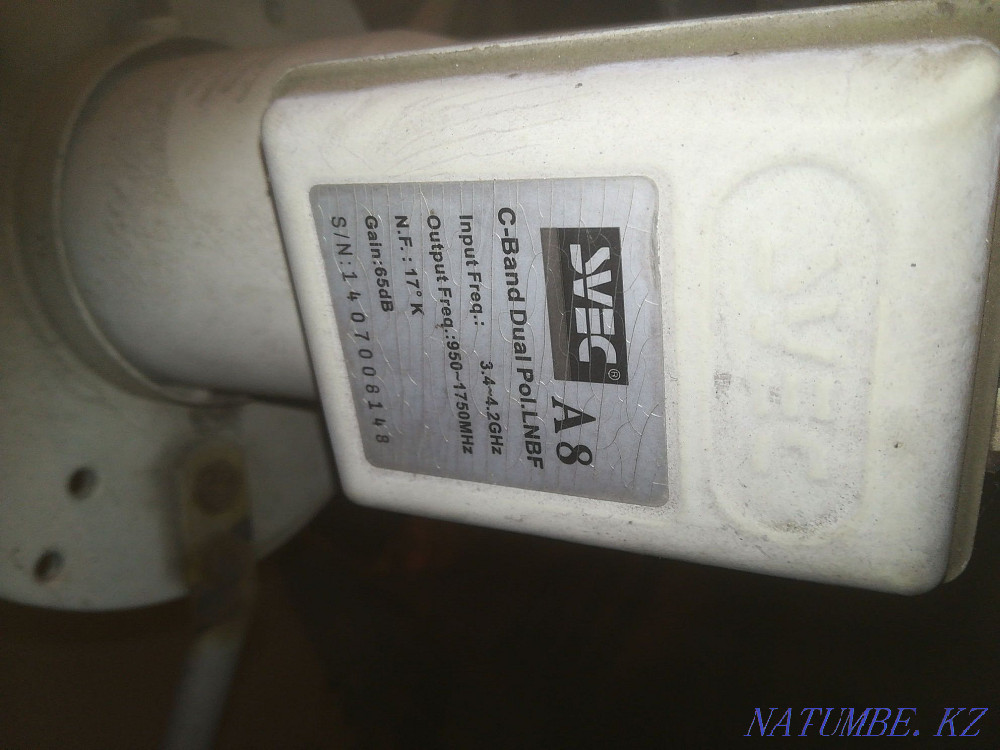 SVEC® A8
C-Band Dual Pol.LNBF
Input Freq.: 3.4~4.2GHz
Output Freq.:950~1750MHz
N.F.: 17°K
Gain:65dB
S/N:1407008148
SVEC
NATUMBE.KZ